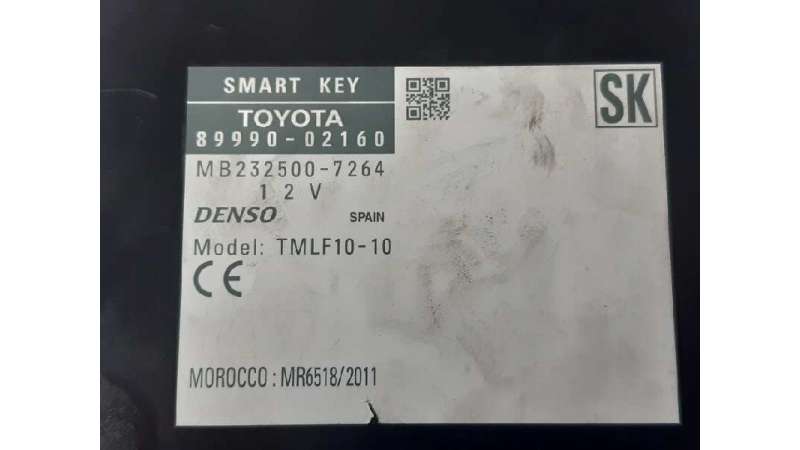 SMART KEY
SK
TOYOTA
89990-02160
MB232500-7264
12V
DENSO SPAIN
Model: TMLF10-10
CE
MOROCCO : MR6518/2011